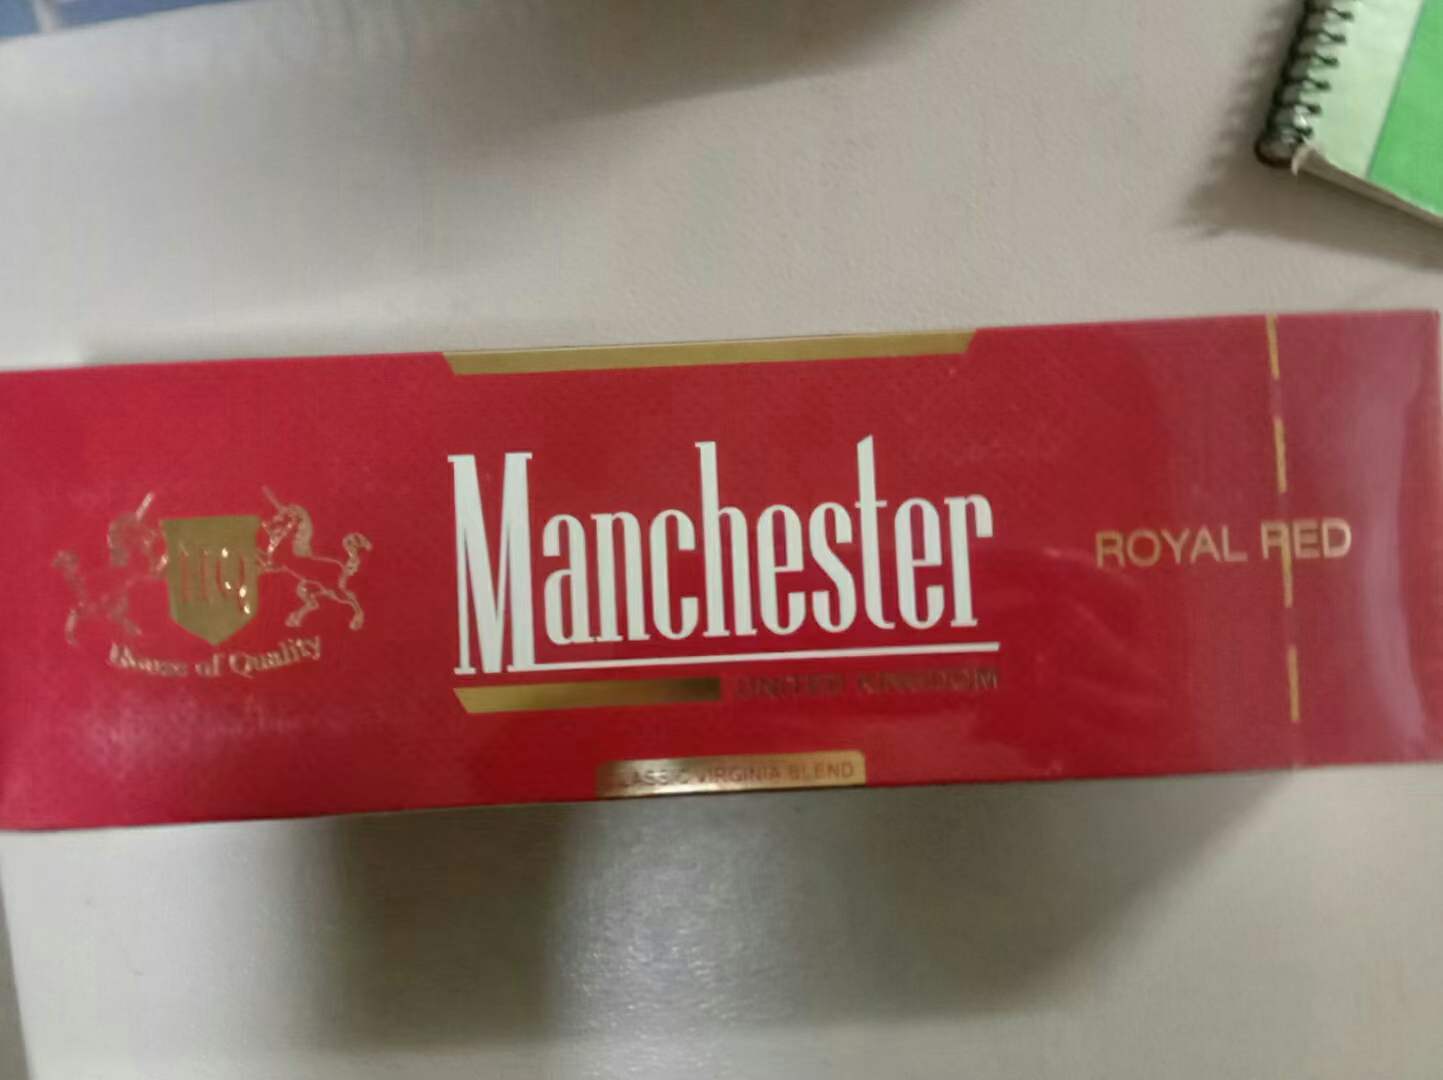 HQ
House of Quality
Manchester
UNITED KINGDOM
CLASSIC VIRGINIA BLEND
ROYAL RED